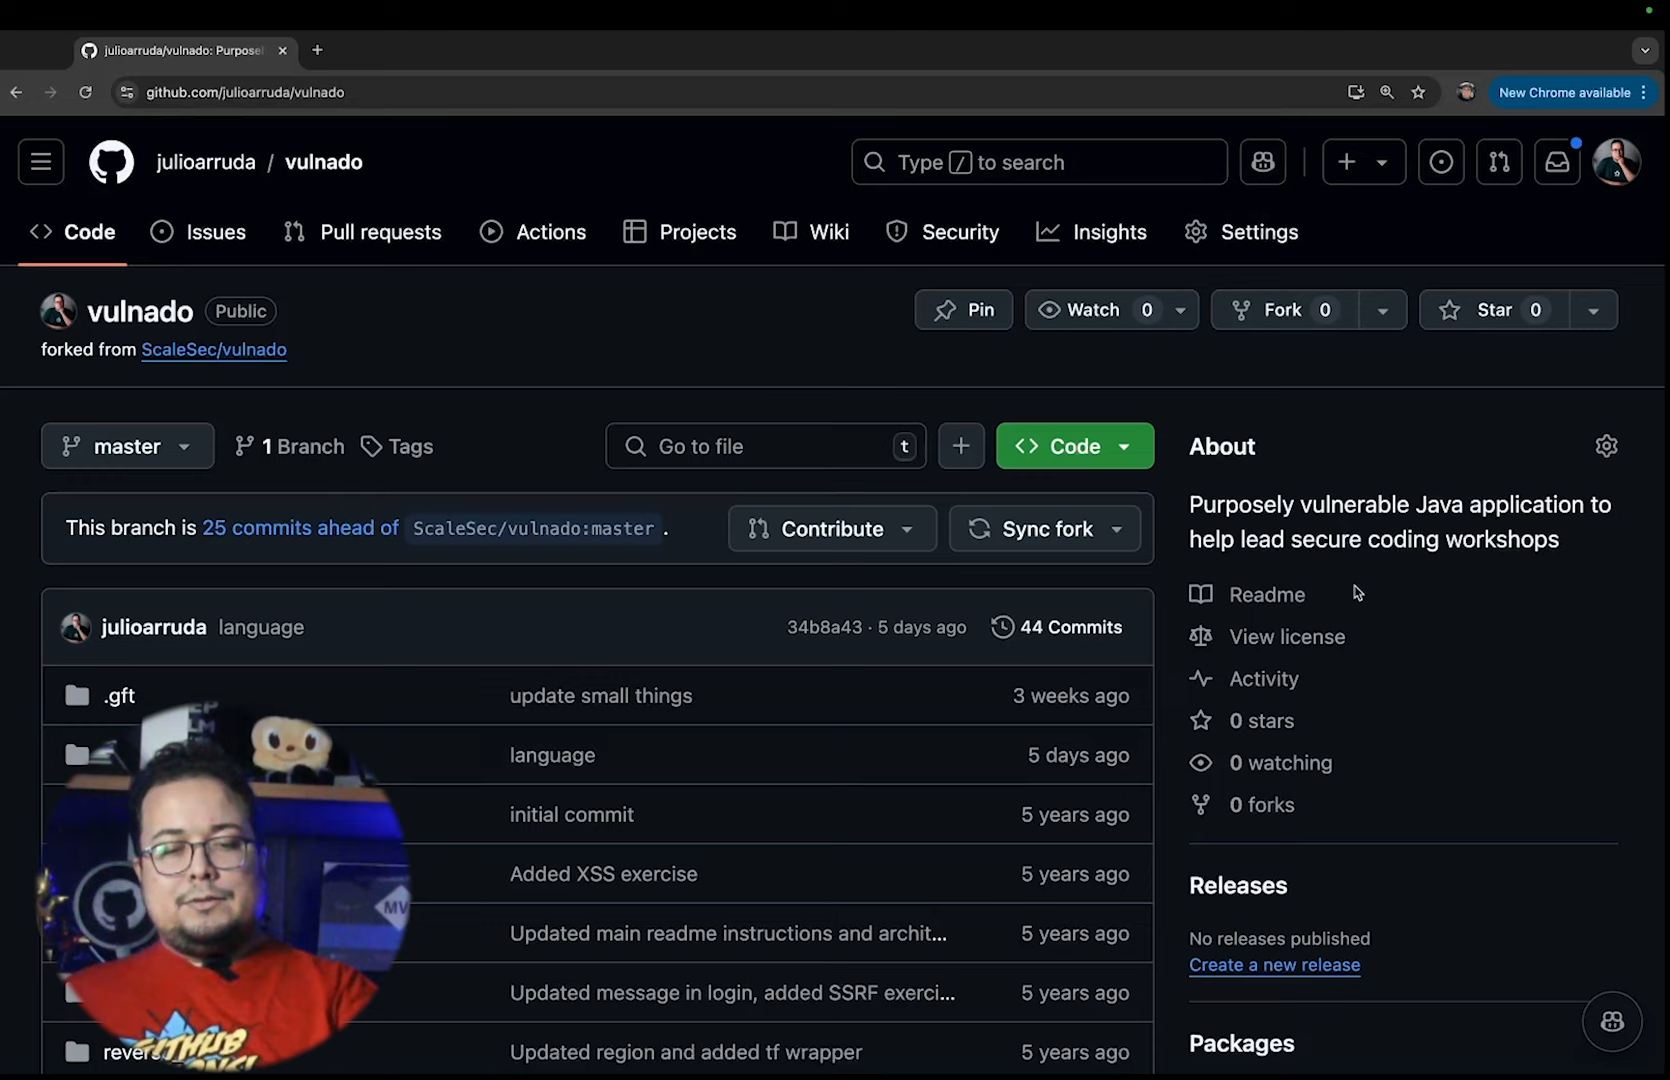 julioarruda/vulnado: Purpose
github.com/julioarruda/vulnado
New Chrome available
julioarruda / vulnado
Type / to search
Code
Issues
Pull requests
Actions
Projects
Wiki
Security
Insights
Settings
vulnado Public
Pin
Watch 0
Fork 0
Star 0
forked from ScaleSec/vulnado
master
1 Branch
Tags
Go to file t
Code
About
Purposely vulnerable Java application to
help lead secure coding workshops
This branch is 25 commits ahead of ScaleSec/vulnado:master .
Contribute
Sync fork
Readme
View license
Activity
0 stars
0 watching
0 forks
julioarruda language 34b8a43 · 5 days ago 44 Commits
.gft update small things 3 weeks ago
language 5 days ago
initial commit 5 years ago
Added XSS exercise 5 years ago
Updated main readme instructions and archit... 5 years ago
Updated message in login, added SSRF exerci... 5 years ago
Updated region and added tf wrapper 5 years ago
Releases
No releases published
Create a new release
Packages
MV
GITHUB